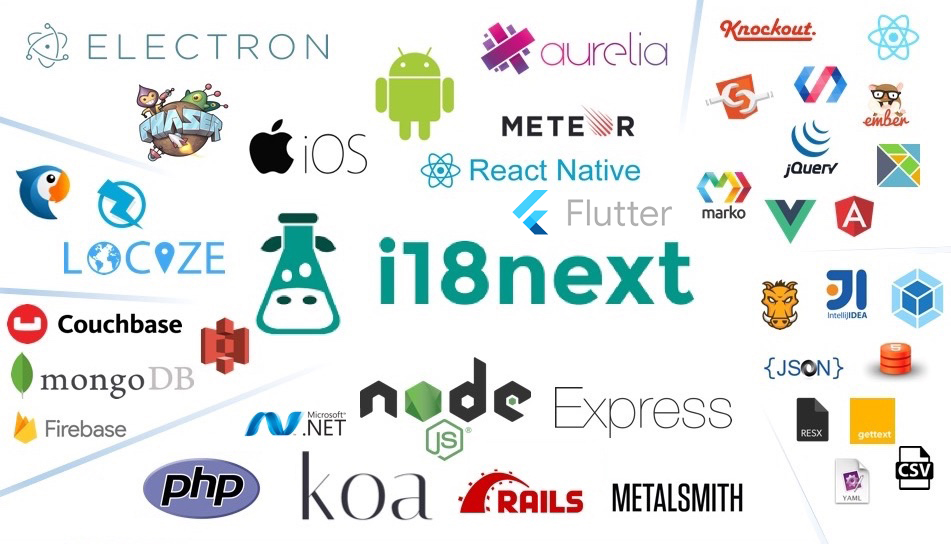 ELECTRON
aurelia
Knockout.
PHASER
iOS
METEOR
ember
jQuery
React Native
Flutter
marko
LOCIZE
i18next
Couchbase
mongoDB
Firebase
IntelliJIDEA
{JSON}
S
RESX
gettext
YAML
CSV
Microsoft®
.NET
node
JS®
Express
php
koa
RAILS
METALSMITH